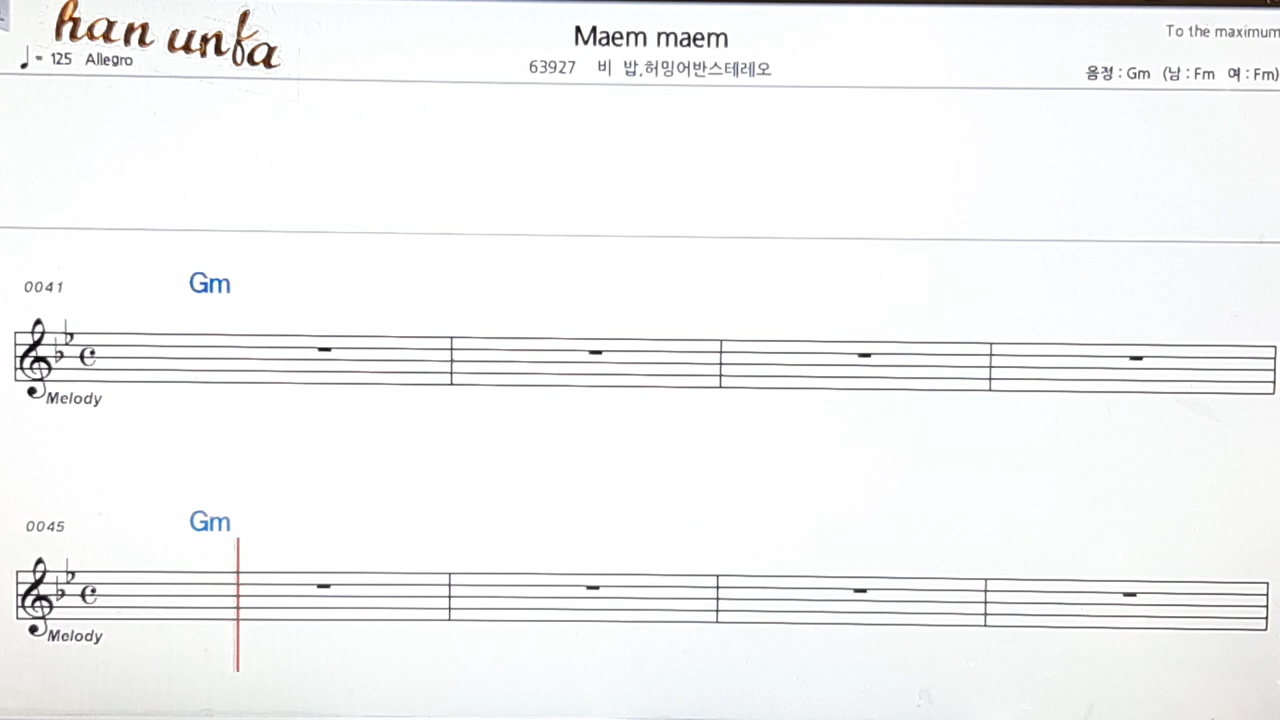 han unfa
♩= 125 Allegro
Maem maem
63927 비 밥,허밍어반스테레오
To the maximum
음정 : Gm (남 : Fm 여 : Fm)
0041 Gm
Melody
0045 Gm
Melody